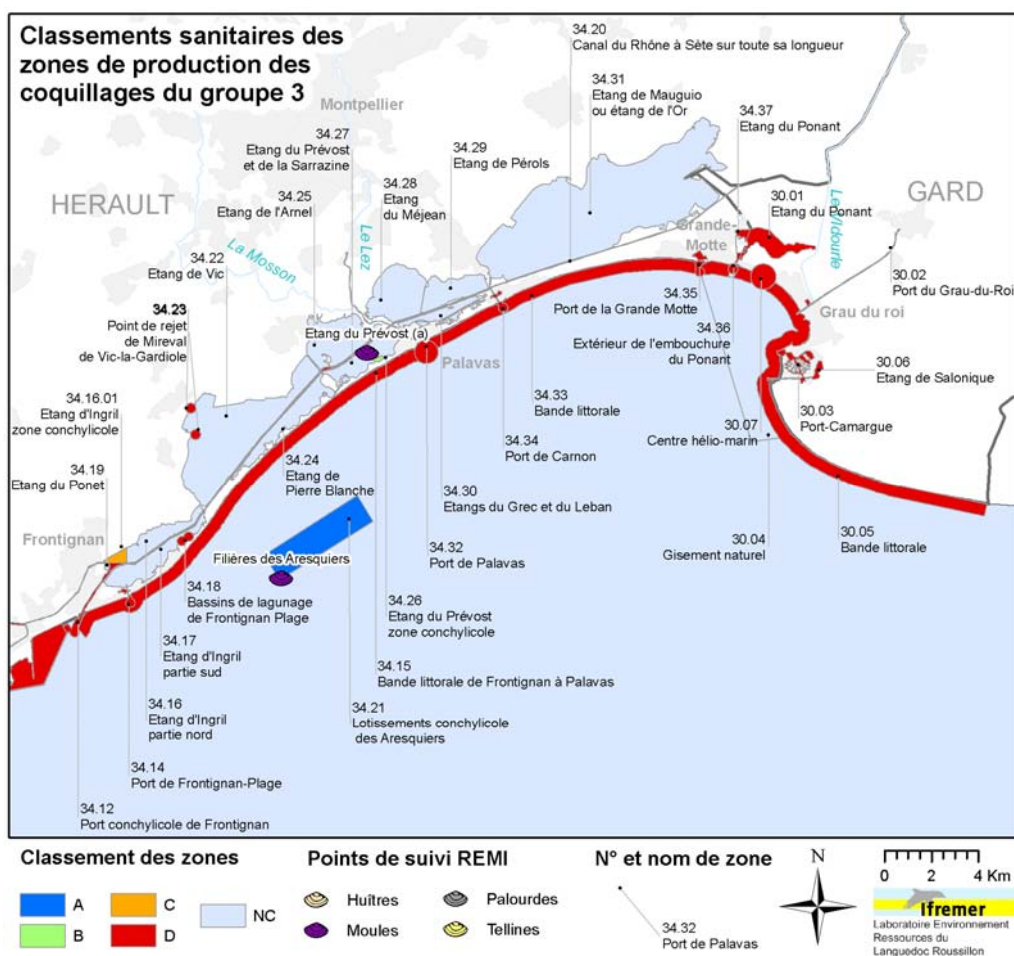 Classements sanitaires des
zones de production des
coquillages du groupe 3
34.20
Canal du Rhône à Sète sur toute sa longueur
34.31
Etang de Mauguio
ou étang de l'Or
34.37
Etang du Ponant
Montpellier
34.27
Etang du Prévost
et de la Sarrazine
34.29
Etang de Pérols
34.28
Etang
du Méjean
34.25
Etang de l'Arnel
HERAULT
GARD
30.01
Etang du Ponant
Le Vidourle
Grande-
Motte
Le Lez
La Mosson
34.22
Etang de Vic
30.02
Port du Grau-du-Roi
34.23
Point de rejet
de Mireval
de Vic-la-Gardiole
Etang du Prévost (a)
34.35
Port de la Grande Motte
Grau du roi
34.36
Extérieur de l'embouchure
du Ponant
Palavas
30.06
Etang de Salonique
34.16.01
Etang d'Ingril
zone conchylicole
34.33
Bande littorale
30.03
Port-Camargue
30.07
Centre hélio-marin
34.34
Port de Carnon
34.19
Etang du Ponet
34.24
Etang de
Pierre Blanche
34.30
Etangs du Grec et du Leban
Frontignan
30.04
Gisement naturel
30.05
Bande littorale
34.32
Port de Palavas
Filières des Aresquiers
34.18
Bassins de lagunage
de Frontignan Plage
34.26
Etang du Prévost
zone conchylicole
34.17
Etang d'Ingril
partie sud
34.15
Bande littorale de Frontignan à Palavas
34.16
Etang d'Ingril
partie nord
34.21
Lotissements conchylicole
des Aresquiers
34.14
Port de Frontignan-Plage
34.12
Port conchylicole de Frontignan
Classement des zones
A
B
C
D
NC
Points de suivi REMI
Huîtres
Moules
Palourdes
Tellines
N° et nom de zone
34.32
Port de Palavas
N
0 2 4 Km
Ifremer
Laboratoire Environnement
Ressources du
Languedoc Roussillon